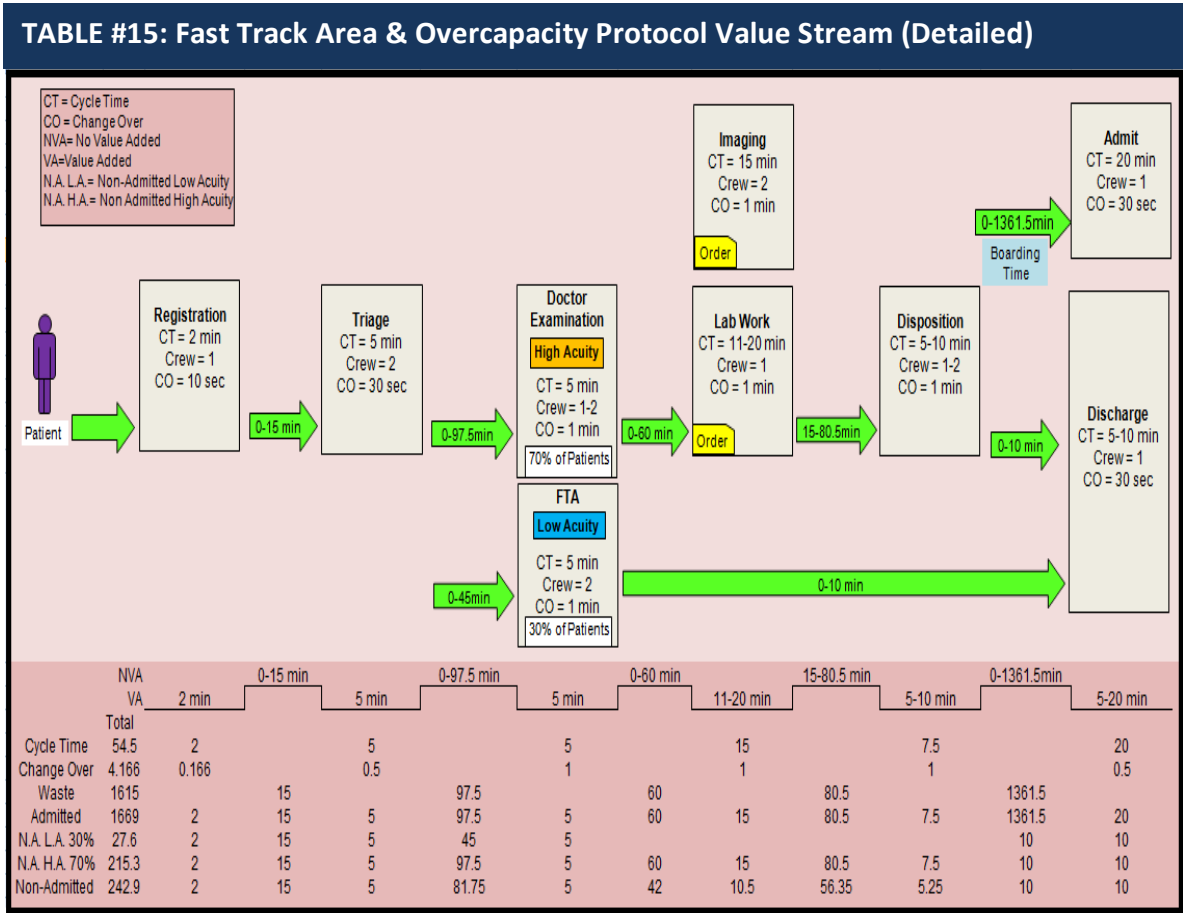 TABLE #15: Fast Track Area & Overcapacity Protocol Value Stream (Detailed)
CT = Cycle Time
CO = Change Over
NVA= No Value Added
VA=Value Added
N.A. L.A.= Non-Admitted Low Acuity
N.A. H.A.= Non Admitted High Acuity
Imaging
CT = 15 min
Crew = 2
CO = 1 min
Order
Admit
CT = 20 min
Crew = 1
CO = 30 sec
0-1361.5min
Boarding
Time
Patient
Registration
CT = 2 min
Crew = 1
CO = 10 sec
0-15 min
Triage
CT = 5 min
Crew = 2
CO = 30 sec
0-97.5min
Doctor
Examination
High Acuity
CT = 5 min
Crew = 1-2
CO = 1 min
70% of Patients
0-60 min
Lab Work
CT = 11-20 min
Crew = 1
CO = 1 min
Order
15-80.5min
Disposition
CT = 5-10 min
Crew = 1-2
CO = 1 min
0-10 min
Discharge
CT = 5-10 min
Crew = 1
CO = 30 sec
0-45min
FTA
Low Acuity
CT = 5 min
Crew = 2
CO = 1 min
30% of Patients
0-10 min
NVA 0-15 min 0-97.5 min 0-60 min 15-80.5 min 0-1361.5min
VA 2 min 5 min 5 min 11-20 min 5-10 min 5-20 min
Total
Cycle Time 54.5 2 5 5 15 7.5 20
Change Over 4.166 0.166 0.5 1 1 1 0.5
Waste 1615 15 97.5 60 80.5 1361.5
Admitted 1669 2 15 5 97.5 5 60 15 80.5 7.5 1361.5 20
N.A. L.A. 30% 27.6 2 15 5 45 5 10 10
N.A. H.A. 70% 215.3 2 15 5 97.5 5 60 15 80.5 7.5 10 10
Non-Admitted 242.9 2 15 5 81.75 5 42 10.5 56.35 5.25 10 10